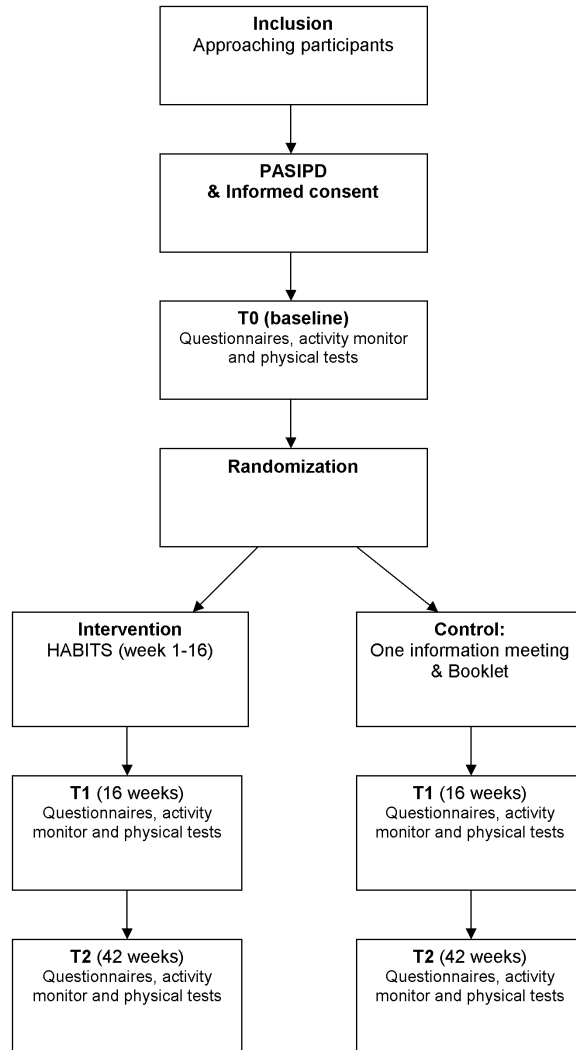 Inclusion
Approaching participants
PASIPD
& Informed consent
T0 (baseline)
Questionnaires, activity monitor
and physical tests
Randomization
Intervention
HABITS (week 1-16)
Control:
One information meeting
& Booklet
T1 (16 weeks)
Questionnaires, activity
monitor and physical tests
T1 (16 weeks)
Questionnaires, activity
monitor and physical tests
T2 (42 weeks)
Questionnaires, activity
monitor and physical tests
T2 (42 weeks)
Questionnaires, activity
monitor and physical tests